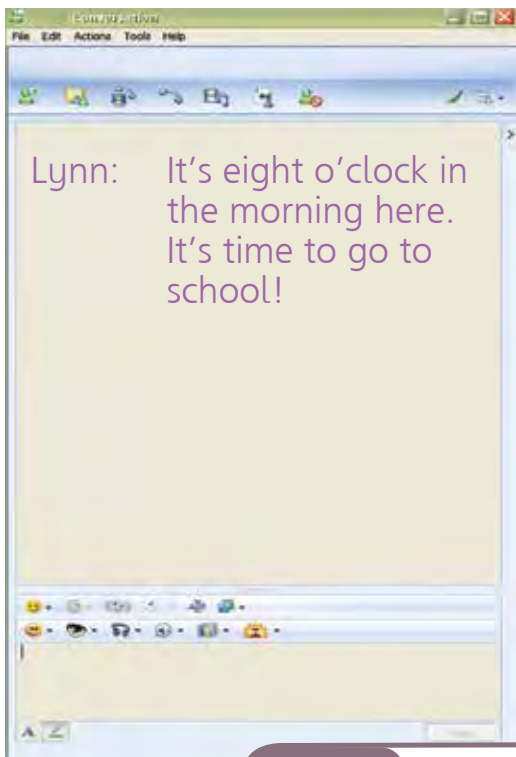 Conversation
File Edit Actions Tools Help
Lynn: It's eight o'clock in
the morning here.
It's time to go to
school!
A